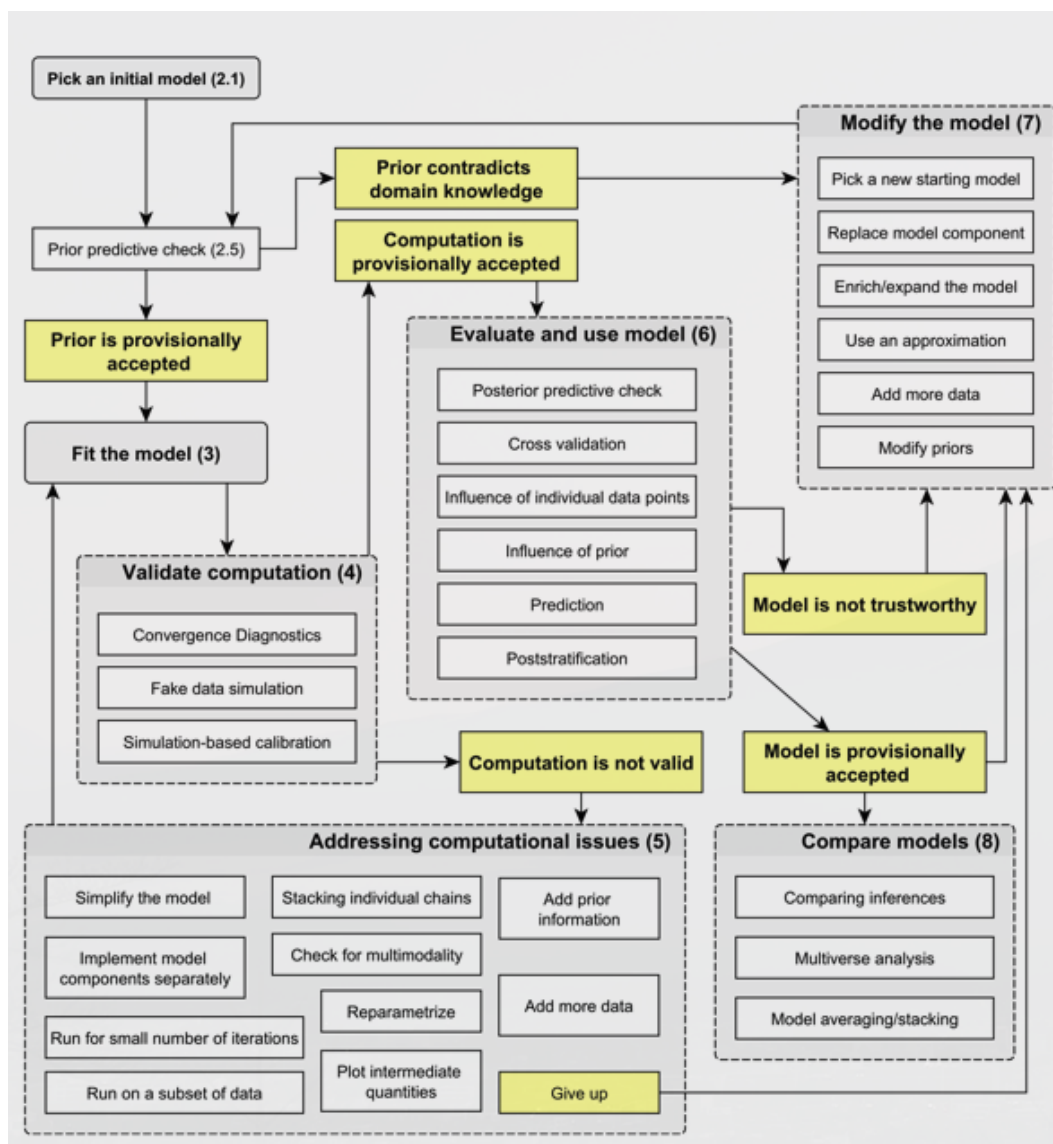 Pick an initial model (2.1)
Prior predictive check (2.5)
Prior is provisionally
accepted
Fit the model (3)
Prior contradicts
domain knowledge
Computation is
provisionally accepted
Modify the model (7)
Pick a new starting model
Replace model component
Enrich/expand the model
Use an approximation
Add more data
Modify priors
Evaluate and use model (6)
Posterior predictive check
Cross validation
Influence of individual data points
Influence of prior
Prediction
Poststratification
Validate computation (4)
Convergence Diagnostics
Fake data simulation
Simulation-based calibration
Model is not trustworthy
Computation is not valid
Model is provisionally
accepted
Addressing computational issues (5)
Simplify the model
Implement model
components separately
Run for small number of iterations
Run on a subset of data
Stacking individual chains
Check for multimodality
Reparametrize
Plot intermediate
quantities
Add prior
information
Add more data
Give up
Compare models (8)
Comparing inferences
Multiverse analysis
Model averaging/stacking